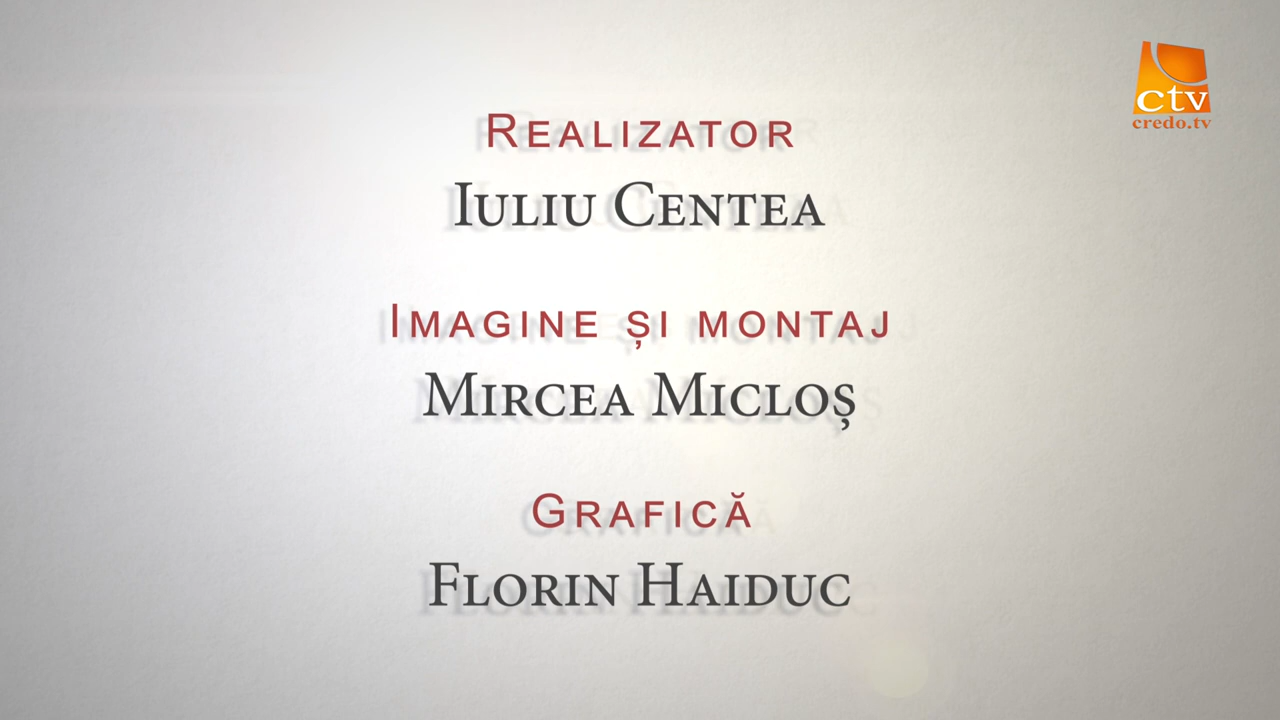 Realizator
Iuliu Centea
Imagine și montaj
Mircea Micloș
Grafică
Florin Haiduc
ctv
credo.tv